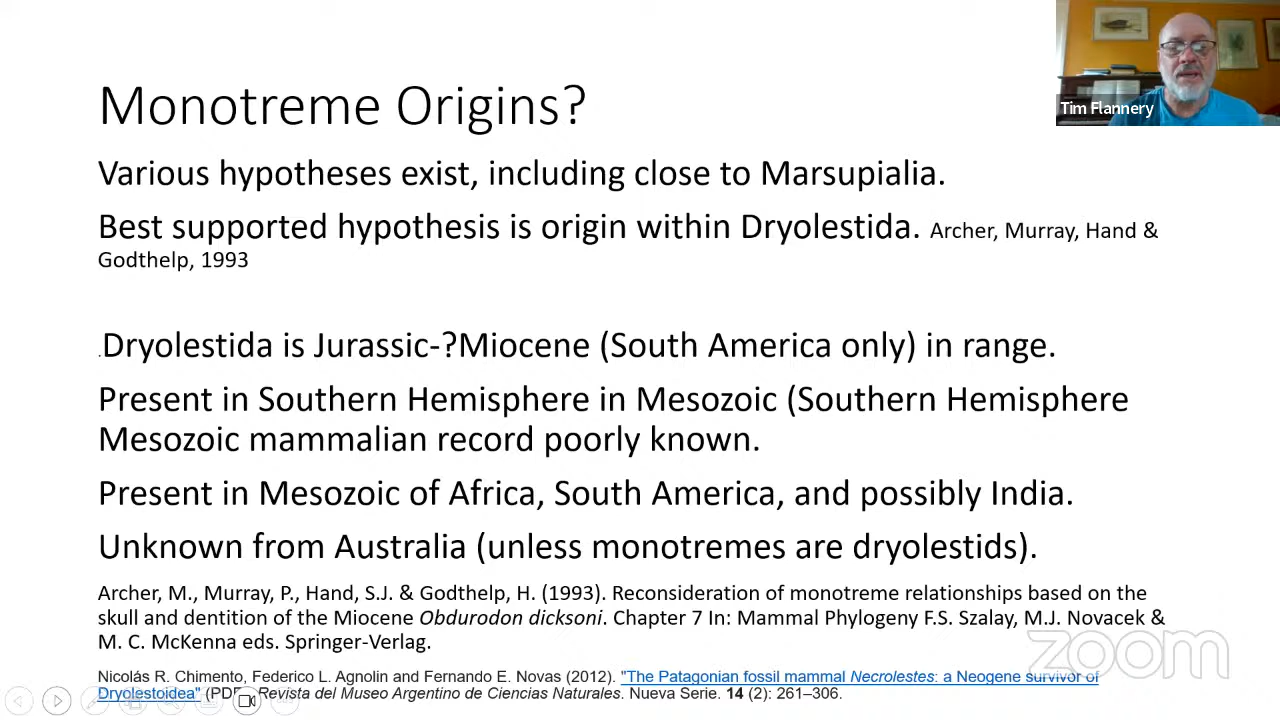 Tim Flannery
Monotreme Origins?
Various hypotheses exist, including close to Marsupialia.
Best supported hypothesis is origin within Dryolestida. Archer, Murray, Hand &
Godthelp, 1993
.Dryolestida is Jurassic-?Miocene (South America only) in range.
Present in Southern Hemisphere in Mesozoic (Southern Hemisphere
Mesozoic mammalian record poorly known.
Present in Mesozoic of Africa, South America, and possibly India.
Unknown from Australia (unless monotremes are dryolestids).
Archer, M., Murray, P., Hand, S.J. & Godthelp, H. (1993). Reconsideration of monotreme relationships based on the
skull and dentition of the Miocene Obdurodon dicksoni. Chapter 7 In: Mammal Phylogeny F.S. Szalay, M.J. Novacek &
M. C. McKenna eds. Springer-Verlag.
zoom
Nicolás R. Chimento, Federico L. Agnolin and Fernando E. Novas (2012). "The Patagonian fossil mammal Necrolestes: a Neogene survivor of
Dryolestoidea" (PDF). Revista del Museo Argentino de Ciencias Naturales. Nueva Serie. 14 (2): 261–306.